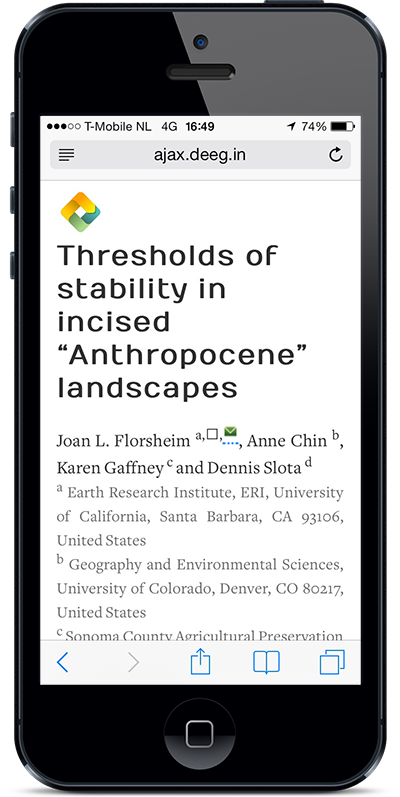 T-Mobile NL 4G 16:49 74%
ajax.deeg.in
Thresholds of
stability in
incised
“Anthropocene”
landscapes
Joan L. Florsheim a,□, , Anne Chin b,
Karen Gaffney c and Dennis Slota d
a Earth Research Institute, ERI, University
of California, Santa Barbara, CA 93106,
United States
b Geography and Environmental Sciences,
University of Colorado, Denver, CO 80217,
United States
c Sonoma County Agricultural Preservation